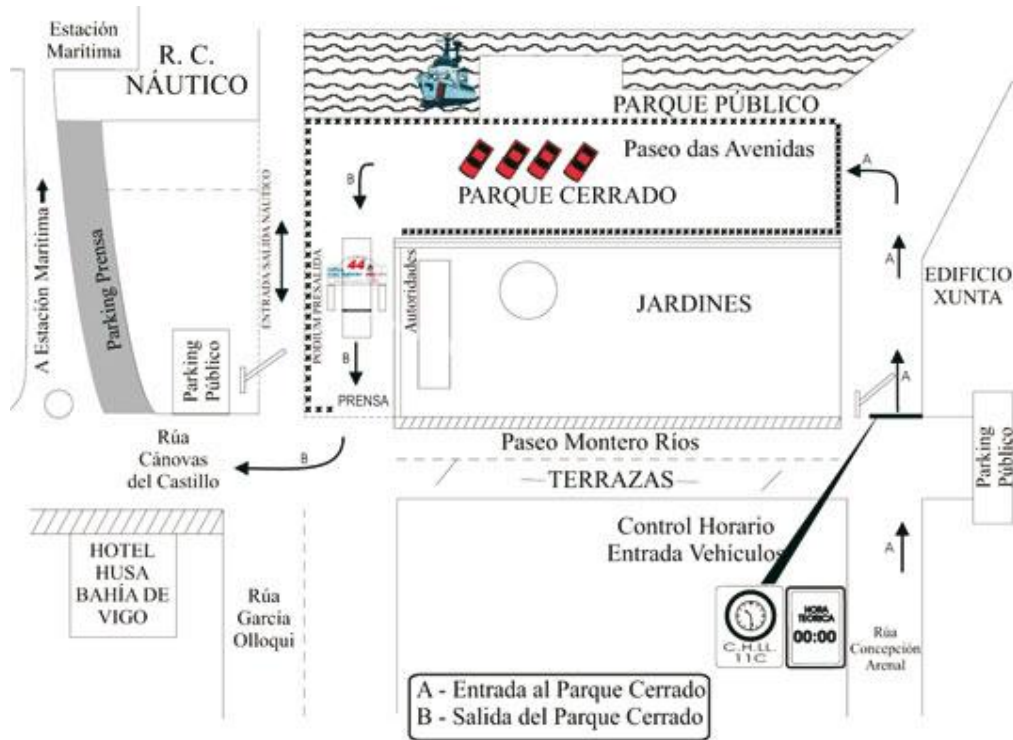 Estación
Marítima
R. C.
NÁUTICO
PARQUE PÚBLICO
Paseo das Avenidas
PARQUE CERRADO
A
B
A Estación Marítima
Parking Prensa
ENTRADA SALIDA NÁUTICO
PODIUM PRESALIDA
44
Autoridades
JARDINES
A
EDIFICIO
XUNTA
Parking
Público
B
PRENSA
A
Rúa
Cánovas
del Castillo
B
Paseo Montero Ríos
TERRAZAS
Parking
Público
HOTEL
HUSA
BAHÍA DE
VIGO
Rúa
García
Olloqui
Control Horario
Entrada Vehículos
A
C.H.LL.
11C
HORA
TEORICA
00:00
Rúa
Concepción
Arenal
A - Entrada al Parque Cerrado
B - Salida del Parque Cerrado